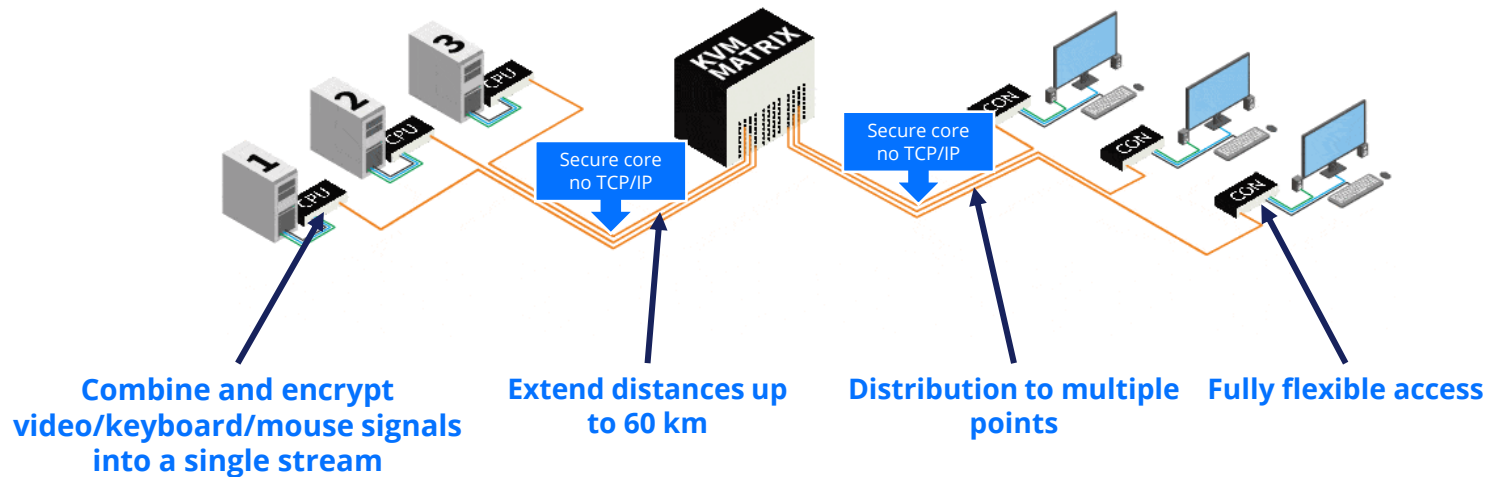 1
CPU
2
CPU
3
CPU
KVM
MATRIX
Secure core
no TCP/IP
Secure core
no TCP/IP
CON
CON
CON
Combine and encrypt
video/keyboard/mouse signals
into a single stream
Extend distances up
to 60 km
Distribution to multiple
points
Fully flexible access